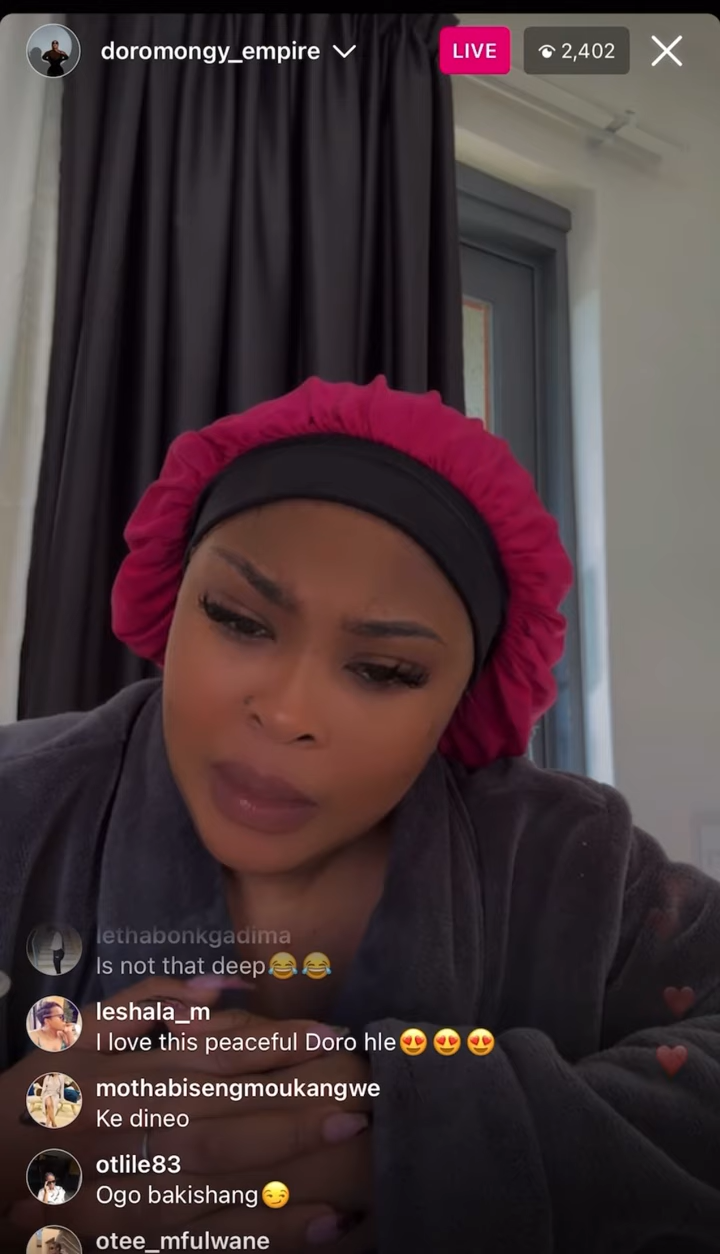 doromongy_empire
LIVE
2,402
lethabonkgadima
Is not that deep😂😂
leshala_m
I love this peaceful Doro hle😍😍😍
mothabisengmoukangwe
Ke dineo
otlile83
Ogo bakishang😏
otee_mfulwane